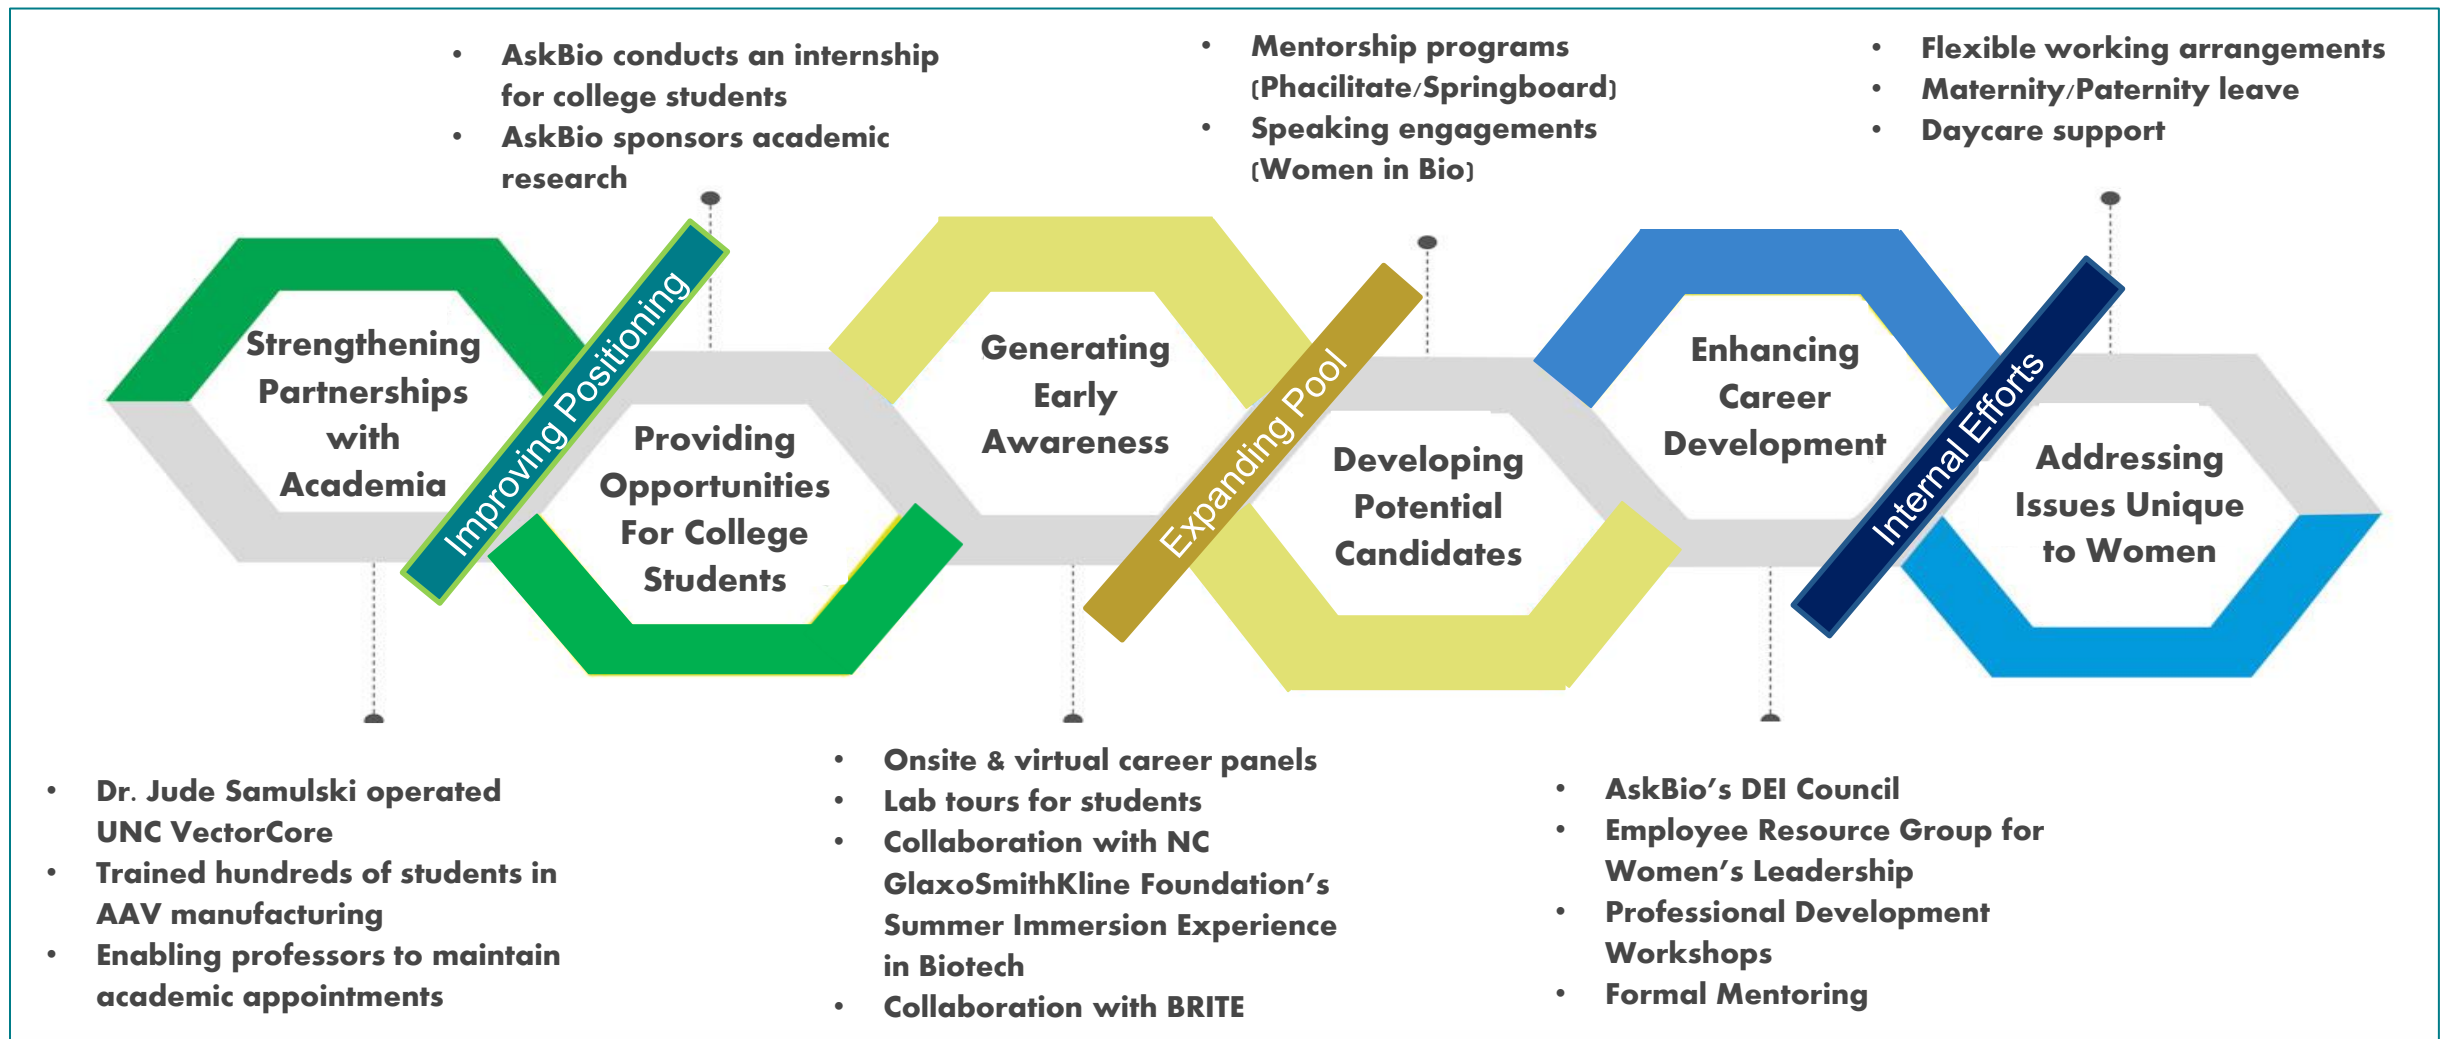 AskBio conducts an internship
for college students
AskBio sponsors academic
research
Mentorship programs
(Phacilitate/Springboard)
Speaking engagements
(Women in Bio)
Flexible working arrangements
Maternity/Paternity leave
Daycare support
Strengthening
Partnerships
with
Academia
Improving Positioning
Providing
Opportunities
For College
Students
Generating
Early
Awareness
Expanding Pool
Developing
Potential
Candidates
Enhancing
Career
Development
Internal Efforts
Addressing
Issues Unique
to Women
Dr. Jude Samulski operated
UNC VectorCore
Trained hundreds of students in
AAV manufacturing
Enabling professors to maintain
academic appointments
Onsite & virtual career panels
Lab tours for students
Collaboration with NC
GlaxoSmithKline Foundation’s
Summer Immersion Experience
in Biotech
Collaboration with BRITE
AskBio’s DEI Council
Employee Resource Group for
Women’s Leadership
Professional Development
Workshops
Formal Mentoring